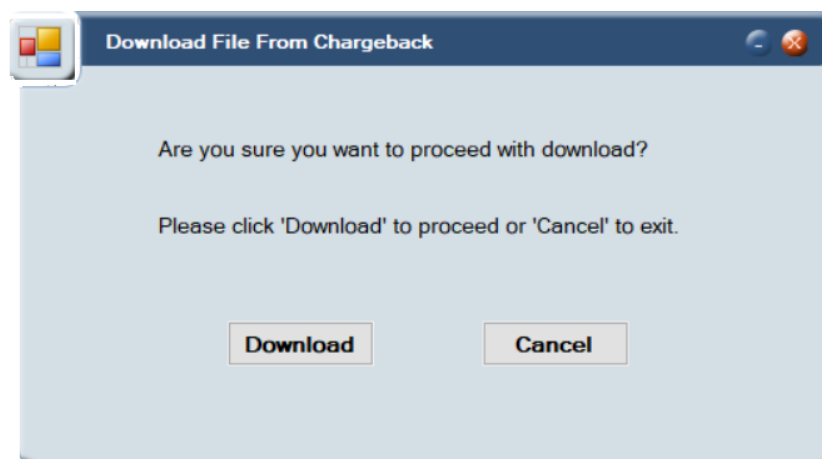 Download File From Chargeback
Are you sure you want to proceed with download?
Please click 'Download' to proceed or 'Cancel' to exit.
Download
Cancel